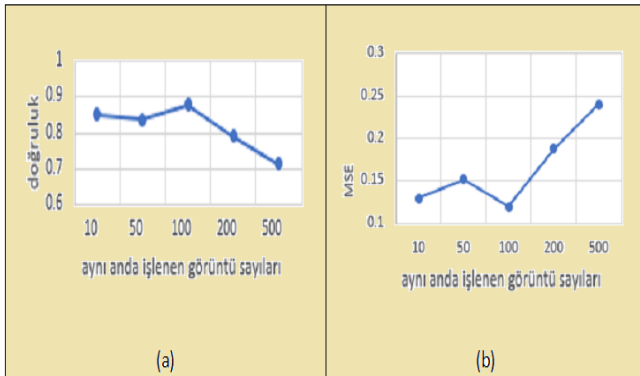 1
0.9
0.8
0.7
0.6
doğruluk
10 50 100 200 500
aynı anda işlenen görüntü sayıları
(a)
0.3
0.25
0.2
0.15
0.1
MSE
10 50 100 200 500
aynı anda işlenen görüntü sayıları
(b)